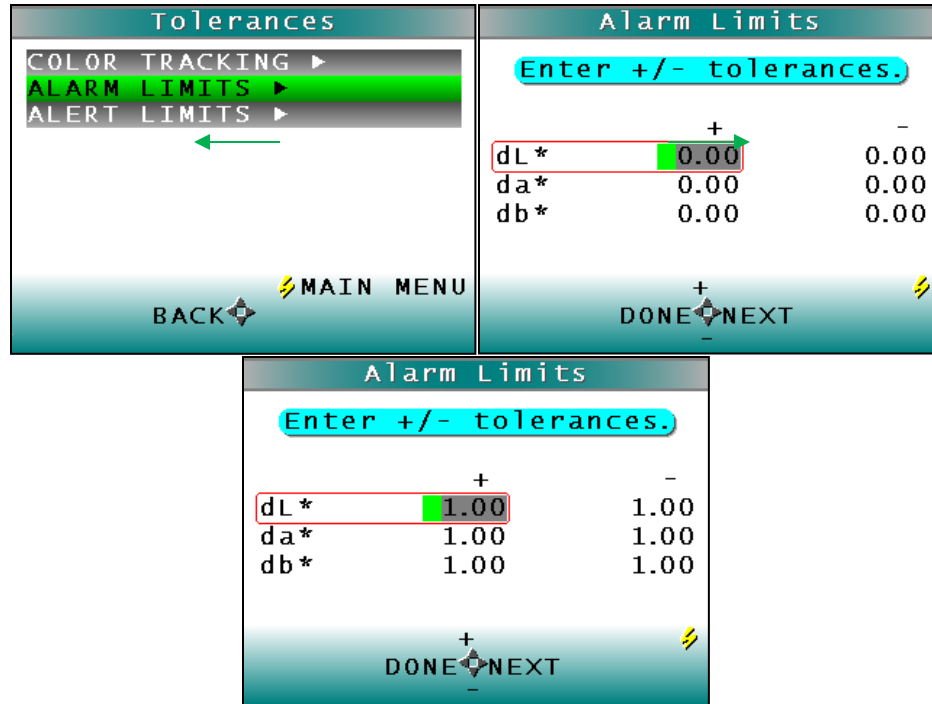 Tolerances
COLOR TRACKING ▶
ALARM LIMITS ▶
ALERT LIMITS ▶
MAIN MENU
BACK
Alarm Limits
Enter +/- tolerances.
+ -
dL* 0.00 0.00
da* 0.00 0.00
db* 0.00 0.00
+
DONE NEXT
-
Alarm Limits
Enter +/- tolerances.
+ -
dL* 1.00 1.00
da* 1.00 1.00
db* 1.00 1.00
+
DONE NEXT
-